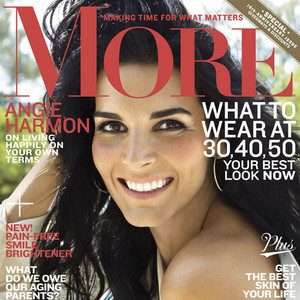 MAKING TIME FOR WHAT MATTERS
MORE
SPECIAL
ANGIE
HARMON
ON LIVING
HAPPILY ON
YOUR OWN
TERMS
WHAT TO
WEAR AT
30,40,50
(YOUR BEST
LOOK NOW)
+
NEW!
PAIN-FREE
SMILE
BRIGHTENER
WHAT
DO WE OWE
OUR AGING
PARENTS?
Plus
GET
THE BEST
SKIN OF
YOUR LIFE